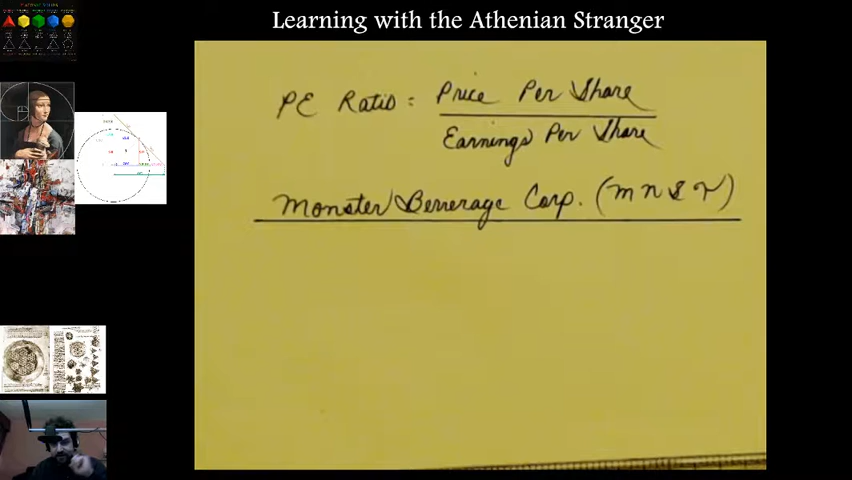 Learning with the Athenian Stranger
PE Ratio = Price Per Share
Earnings Per Share
Monster Beverage Corp. (MNST)